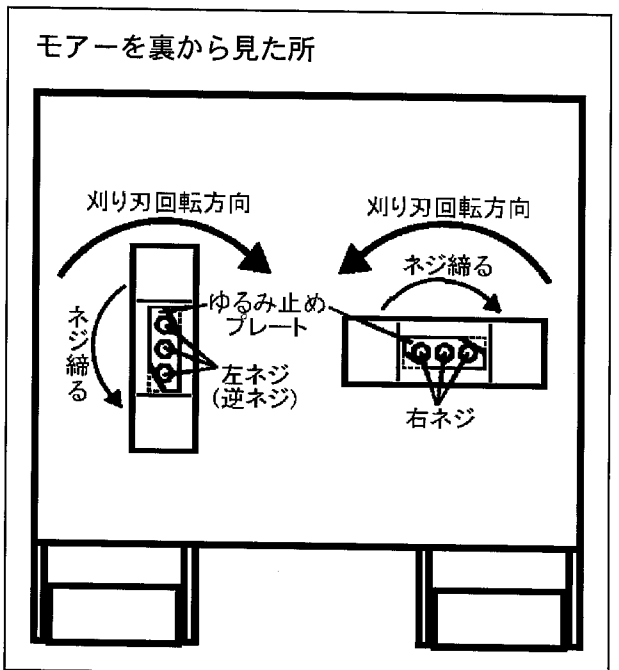 モアーを裏から見た所
刈り刃回転方向
刈り刃回転方向
ネジ締る
ネジ締る
ゆるみ止め
プレート
左ネジ
(逆ネジ)
右ネジ